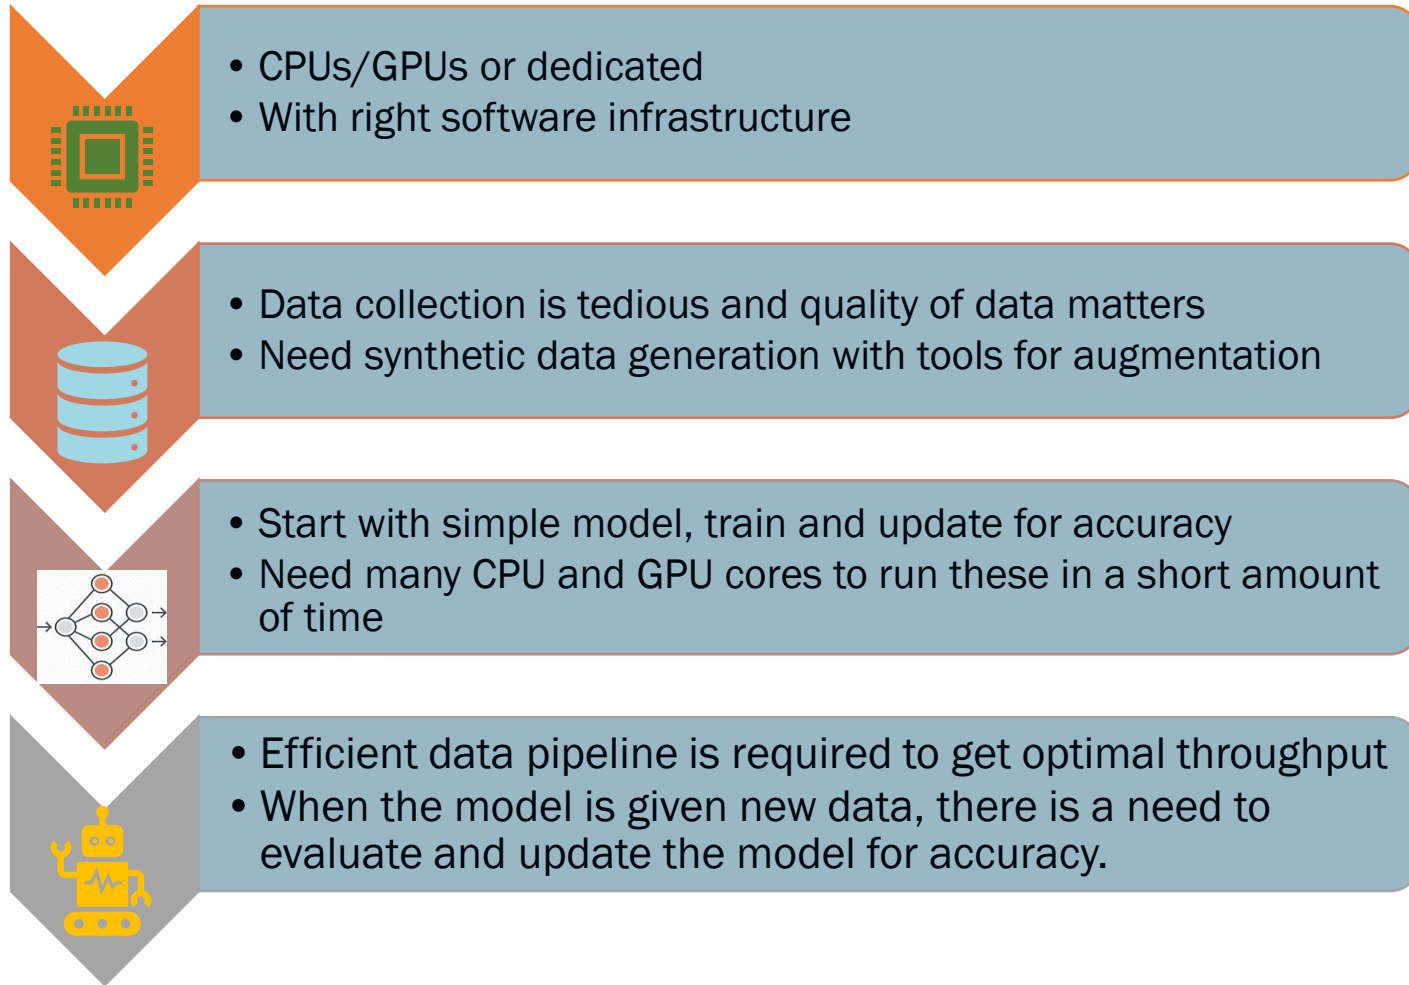 • CPUs/GPUs or dedicated
• With right software infrastructure
• Data collection is tedious and quality of data matters
• Need synthetic data generation with tools for augmentation
• Start with simple model, train and update for accuracy
• Need many CPU and GPU cores to run these in a short amount
of time
• Efficient data pipeline is required to get optimal throughput
• When the model is given new data, there is a need to
evaluate and update the model for accuracy.